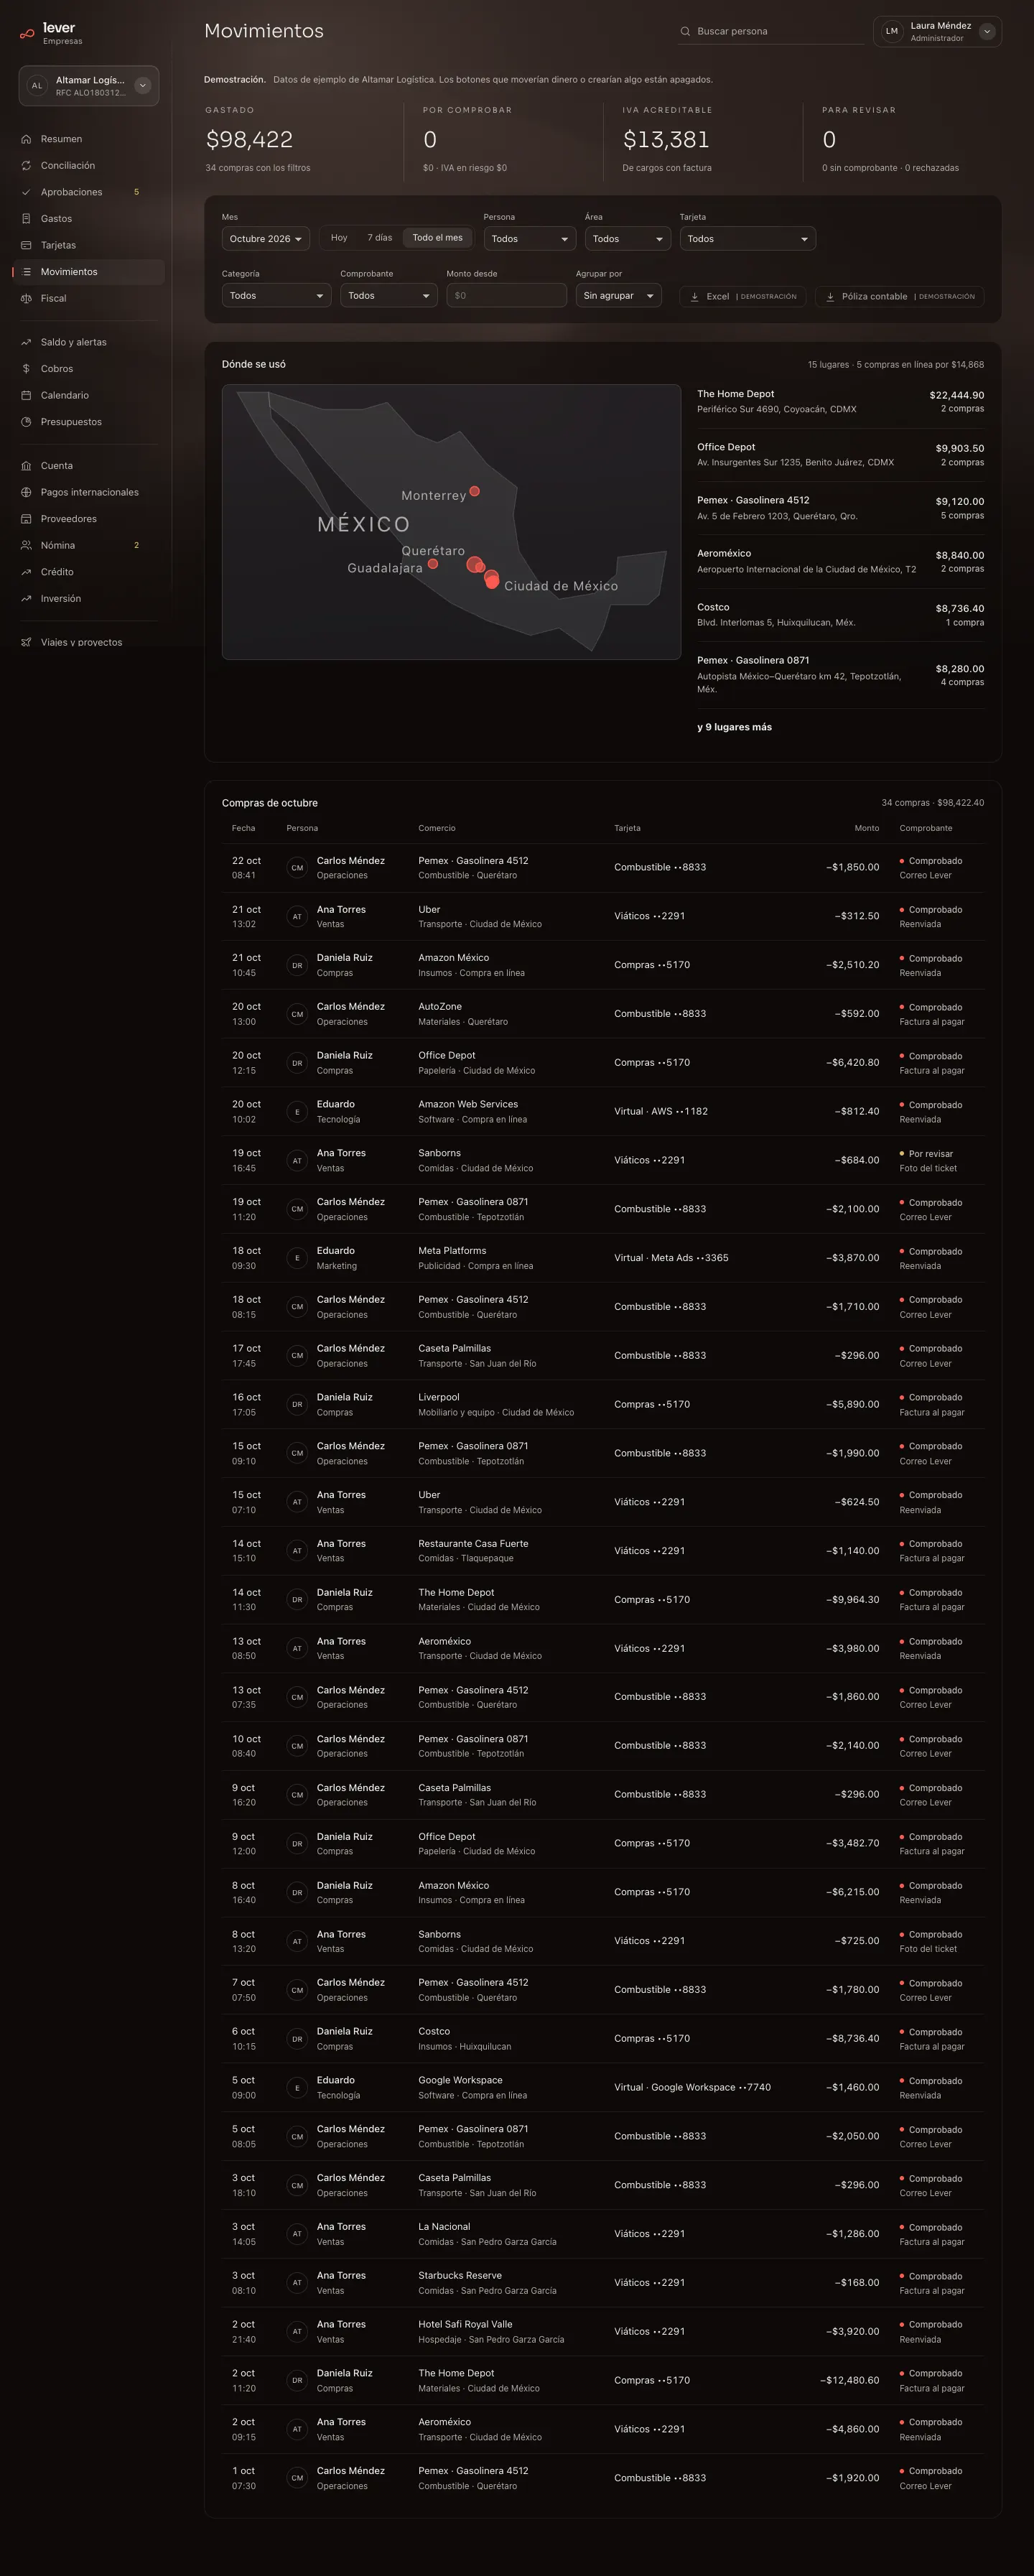 lever
Empresas
Movimientos
Buscar persona
LM
Laura Méndez
Administrador
AL
Altamar Logís...
RFC ALO180312...
Resumen
Conciliación
Aprobaciones 5
Gastos
Tarjetas
Movimientos
Fiscal
Saldo y alertas
Cobros
Calendario
Presupuestos
Cuenta
Pagos internacionales
Proveedores
Nómina 2
Crédito
Inversión
Viajes y proyectos
Demostración. Datos de ejemplo de Altamar Logística. Los botones que moverían dinero o crearían algo están apagados.
GASTADO
$98,422
34 compras con los filtros
POR COMPROBAR
0
$0 · IVA en riesgo $0
IVA ACREDITABLE
$13,381
De cargos con factura
PARA REVISAR
0
0 sin comprobante · 0 rechazadas
Mes
Octubre 2026
Hoy
7 días
Todo el mes
Persona
Todos
Área
Todos
Tarjeta
Todos
Categoría
Todos
Comprobante
Todos
Monto desde
$0
Agrupar por
Sin agrupar
Excel | DEMOSTRACIÓN
Póliza contable | DEMOSTRACIÓN
Dónde se usó
15 lugares · 5 compras en línea por $14,868
Monterrey
MÉXICO
Querétaro
Guadalajara
Ciudad de México
The Home Depot $22,444.90
Periférico Sur 4690, Coyoacán, CDMX 2 compras
Office Depot $9,903.50
Av. Insurgentes Sur 1235, Benito Juárez, CDMX 2 compras
Pemex · Gasolinera 4512 $9,120.00
Av. 5 de Febrero 1203, Querétaro, Qro. 5 compras
Aeroméxico $8,840.00
Aeropuerto Internacional de la Ciudad de México, T2 2 compras
Costco $8,736.40
Blvd. Interlomas 5, Huixquilucan, Méx. 1 compra
Pemex · Gasolinera 0871 $8,280.00
Autopista México–Querétaro km 42, Tepotzotlán, 4 compras
Méx.
y 9 lugares más
Compras de octubre 34 compras · $98,422.40
Fecha Persona Comercio Tarjeta Monto Comprobante
22 oct Carlos Méndez Pemex · Gasolinera 4512 Comprobado
CM Combustible ··8833 −$1,850.00
08:41 Operaciones Combustible · Querétaro Correo Lever
21 oct Ana Torres Uber Comprobado
AT Viáticos ··2291 −$312.50
13:02 Ventas Transporte · Ciudad de México Reenviada
21 oct Daniela Ruiz Amazon México Comprobado
DR Compras ··5170 −$2,510.20
10:45 Compras Insumos · Compra en línea Reenviada
20 oct Carlos Méndez AutoZone Comprobado
CM Combustible ··8833 −$592.00
13:00 Operaciones Materiales · Querétaro Factura al pagar
20 oct Daniela Ruiz Office Depot Comprobado
DR Compras ··5170 −$6,420.80
12:15 Compras Papelería · Ciudad de México Factura al pagar
20 oct Eduardo Amazon Web Services Comprobado
E Virtual · AWS ··1182 −$812.40
10:02 Tecnología Software · Compra en línea Reenviada
19 oct Ana Torres Sanborns Por revisar
AT Viáticos ··2291 −$684.00
16:45 Ventas Comidas · Ciudad de México Foto del ticket
19 oct Carlos Méndez Pemex · Gasolinera 0871 Comprobado
CM Combustible ··8833 −$2,100.00
11:20 Operaciones Combustible · Tepotzotlán Correo Lever
18 oct Eduardo Meta Platforms Comprobado
E Virtual · Meta Ads ··3365 −$3,870.00
09:30 Marketing Publicidad · Compra en línea Reenviada
18 oct Carlos Méndez Pemex · Gasolinera 4512 Comprobado
CM Combustible ··8833 −$1,710.00
08:15 Operaciones Combustible · Querétaro Correo Lever
17 oct Carlos Méndez Caseta Palmillas Comprobado
CM Combustible ··8833 −$296.00
17:45 Operaciones Transporte · San Juan del Río Correo Lever
16 oct Daniela Ruiz Liverpool Comprobado
DR Compras ··5170 −$5,890.00
17:05 Compras Mobiliario y equipo · Ciudad de México Factura al pagar
15 oct Carlos Méndez Pemex · Gasolinera 0871 Comprobado
CM Combustible ··8833 −$1,990.00
09:10 Operaciones Combustible · Tepotzotlán Correo Lever
15 oct Ana Torres Uber Comprobado
AT Viáticos ··2291 −$624.50
07:10 Ventas Transporte · Ciudad de México Reenviada
14 oct Ana Torres Restaurante Casa Fuerte Comprobado
AT Viáticos ··2291 −$1,140.00
15:10 Ventas Comidas · Tlaquepaque Factura al pagar
14 oct Daniela Ruiz The Home Depot Comprobado
DR Compras ··5170 −$9,964.30
11:30 Compras Materiales · Ciudad de México Factura al pagar
13 oct Ana Torres Aeroméxico Comprobado
AT Viáticos ··2291 −$3,980.00
08:50 Ventas Transporte · Ciudad de México Reenviada
13 oct Carlos Méndez Pemex · Gasolinera 4512 Comprobado
CM Combustible ··8833 −$1,860.00
07:35 Operaciones Combustible · Querétaro Correo Lever
10 oct Carlos Méndez Pemex · Gasolinera 0871 Comprobado
CM Combustible ··8833 −$2,140.00
08:40 Operaciones Combustible · Tepotzotlán Correo Lever
9 oct Carlos Méndez Caseta Palmillas Comprobado
CM Combustible ··8833 −$296.00
16:20 Operaciones Transporte · San Juan del Río Correo Lever
9 oct Daniela Ruiz Office Depot Comprobado
DR Compras ··5170 −$3,482.70
12:00 Compras Papelería · Ciudad de México Factura al pagar
8 oct Daniela Ruiz Amazon México Comprobado
DR Compras ··5170 −$6,215.00
16:40 Compras Insumos · Compra en línea Reenviada
8 oct Ana Torres Sanborns Comprobado
AT Viáticos ··2291 −$725.00
13:20 Ventas Comidas · Ciudad de México Foto del ticket
7 oct Carlos Méndez Pemex · Gasolinera 4512 Comprobado
CM Combustible ··8833 −$1,780.00
07:50 Operaciones Combustible · Querétaro Correo Lever
6 oct Daniela Ruiz Costco Comprobado
DR Compras ··5170 −$8,736.40
10:15 Compras Insumos · Huixquilucan Factura al pagar
5 oct Eduardo Google Workspace Comprobado
E Virtual · Google Workspace ··7740 −$1,460.00
09:00 Tecnología Software · Compra en línea Reenviada
5 oct Carlos Méndez Pemex · Gasolinera 0871 Comprobado
CM Combustible ··8833 −$2,050.00
08:05 Operaciones Combustible · Tepotzotlán Correo Lever
3 oct Carlos Méndez Caseta Palmillas Comprobado
CM Combustible ··8833 −$296.00
18:10 Operaciones Transporte · San Juan del Río Correo Lever
3 oct Ana Torres La Nacional Comprobado
AT Viáticos ··2291 −$1,286.00
14:05 Ventas Comidas · San Pedro Garza García Factura al pagar
3 oct Ana Torres Starbucks Reserve Comprobado
AT Viáticos ··2291 −$168.00
08:10 Ventas Comidas · San Pedro Garza García Factura al pagar
2 oct Ana Torres Hotel Safi Royal Valle Comprobado
AT Viáticos ··2291 −$3,920.00
21:40 Ventas Hospedaje · San Pedro Garza García Reenviada
2 oct Daniela Ruiz The Home Depot Comprobado
DR Compras ··5170 −$12,480.60
11:20 Compras Materiales · Ciudad de México Factura al pagar
2 oct Ana Torres Aeroméxico Comprobado
AT Viáticos ··2291 −$4,860.00
09:15 Ventas Transporte · Ciudad de México Reenviada
1 oct Carlos Méndez Pemex · Gasolinera 4512 Comprobado
CM Combustible ··8833 −$1,920.00
07:30 Operaciones Combustible · Querétaro Correo Lever